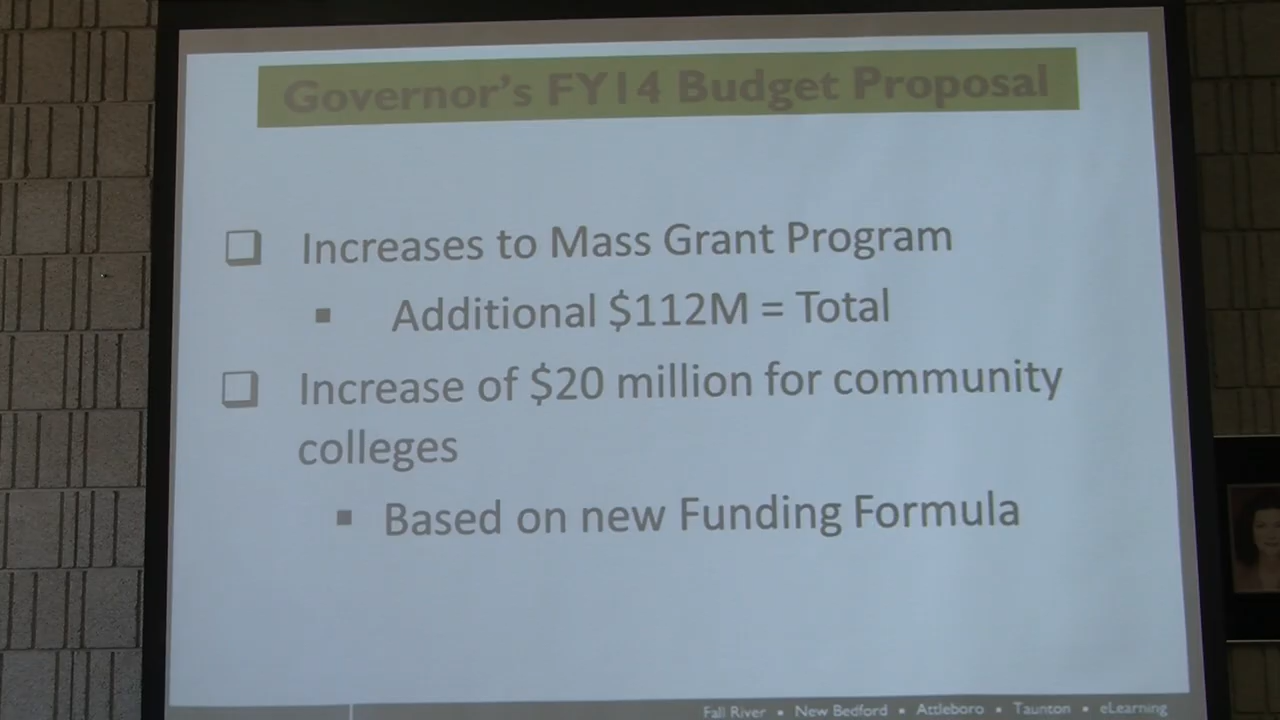 Governor's FY14 Budget Proposal
❑ Increases to Mass Grant Program
▪ Additional $112M = Total
❑ Increase of $20 million for community
colleges
▪ Based on new Funding Formula
Fall River ▪ New Bedford ▪ Attleboro ▪ Taunton ▪ eLearning